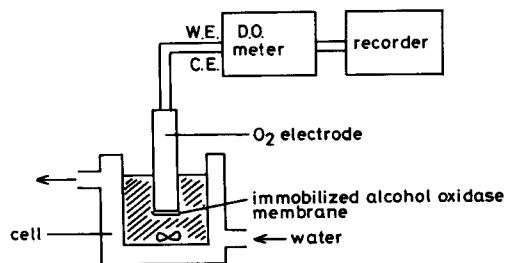 W.E.
C.E.
D.O.
meter
recorder
O₂ electrode
immobilized alcohol oxidase
membrane
cell
water